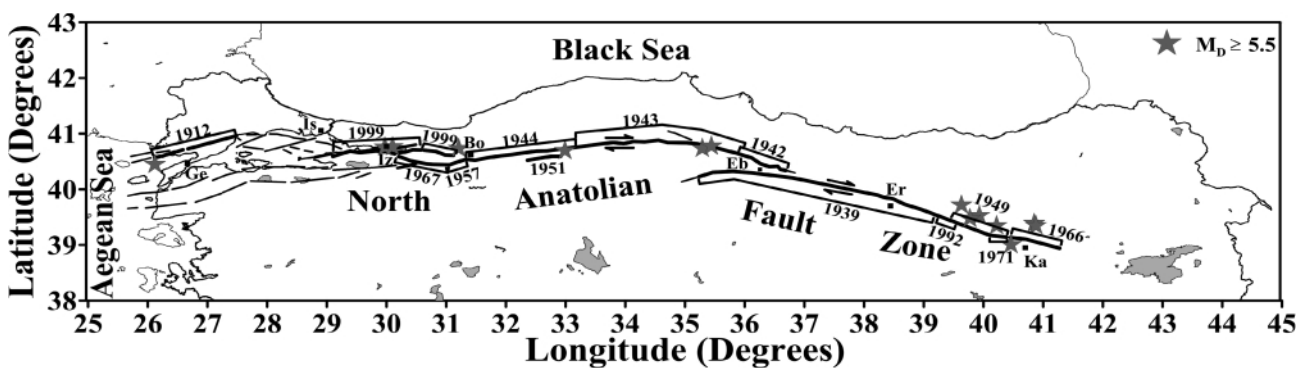 43
42
41
40
39
38
Latitude (Degrees)
Black Sea
M_D ≥ 5.5
Aegean Sea
1912
Is
1999
1999
Bo
1944
1943
1942
Ge
Iz
1967
1957
1951
Eb
Er
North
Anatolian
Fault
Zone
1939
1992
1949
1971
1966
Ka
25 26 27 28 29 30 31 32 33 34 35 36 37 38 39 40 41 42 43 44 45
Longitude (Degrees)